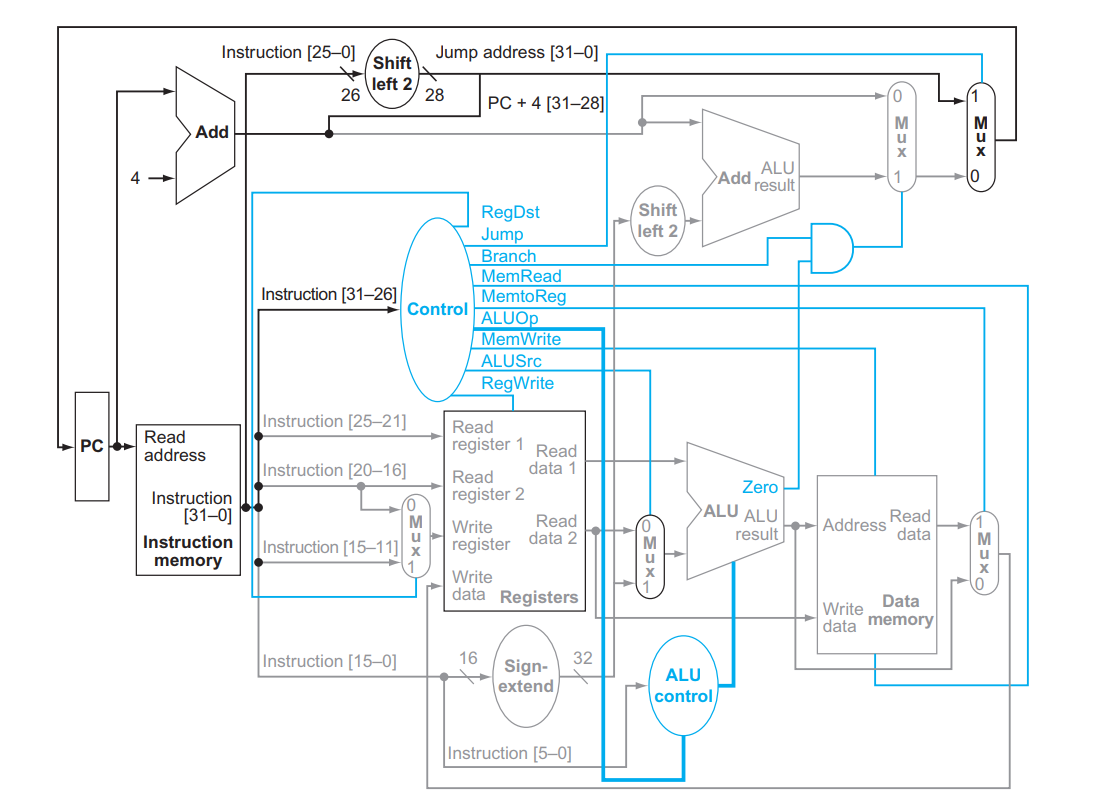 Instruction [25–0]
Shift
left 2
Jump address [31–0]
26
28
PC + 4 [31–28]
Add
4
0
M
u
x
1
1
M
u
x
0
Add
ALU
result
Shift
left 2
RegDst
Jump
Branch
MemRead
MemtoReg
ALUOp
MemWrite
ALUSrc
RegWrite
Instruction [31–26]
Control
PC
Read
address
Instruction
[31–0]
Instruction
memory
Instruction [25–21]
Instruction [20–16]
Instruction [15–11]
0
M
u
x
1
Read
register 1
Read
register 2
Write
register
Write
data
Read
data 1
Read
data 2
Registers
0
M
u
x
1
Zero
ALU
ALU
result
Address
Read
data
Write
data
Data
memory
1
M
u
x
0
Instruction [15–0]
16
Sign-
extend
32
ALU
control
Instruction [5–0]